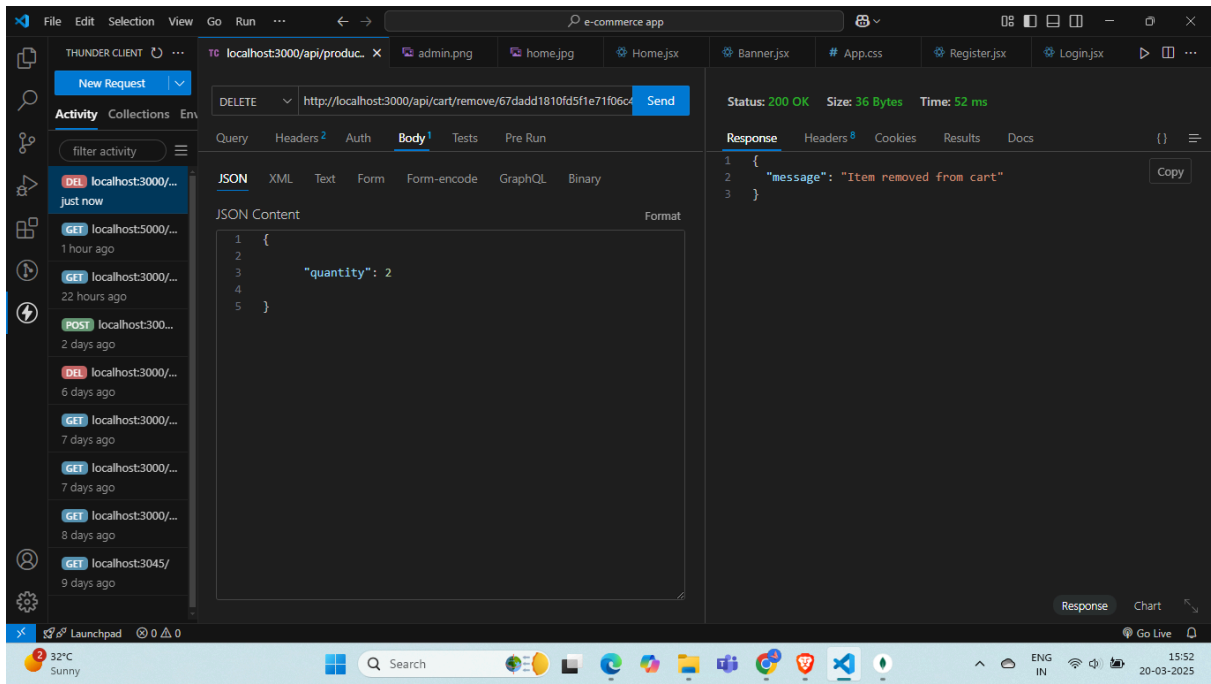 File Edit Selection View Go Run ··· e-commerce app
THUNDER CLIENT ···
New Request
Activity Collections Env
filter activity
DEL localhost:3000/...
just now
GET localhost:5000/...
1 hour ago
GET localhost:3000/...
22 hours ago
POST localhost:300...
2 days ago
DEL localhost:3000/...
6 days ago
GET localhost:3000/...
7 days ago
GET localhost:3000/...
7 days ago
GET localhost:3000/...
8 days ago
GET localhost:3045/
9 days ago
TC localhost:3000/api/produc... admin.png home.jpg Home.jsx Banner.jsx # App.css Register.jsx Login.jsx ···
DELETE http://localhost:3000/api/cart/remove/67dadd1810fd5f1e71f06c4 Send
Query Headers 2 Auth Body 1 Tests Pre Run
JSON XML Text Form Form-encode GraphQL Binary
JSON Content Format
1 {
2
3 "quantity": 2
4
5 }
Status: 200 OK Size: 36 Bytes Time: 52 ms
Response Headers 8 Cookies Results Docs {}
1 {
2 "message": "Item removed from cart"
3 }
Copy
Response Chart
Launchpad 0 0 Go Live
2 32°C
Sunny
Search
ENG
IN
15:52
20-03-2025